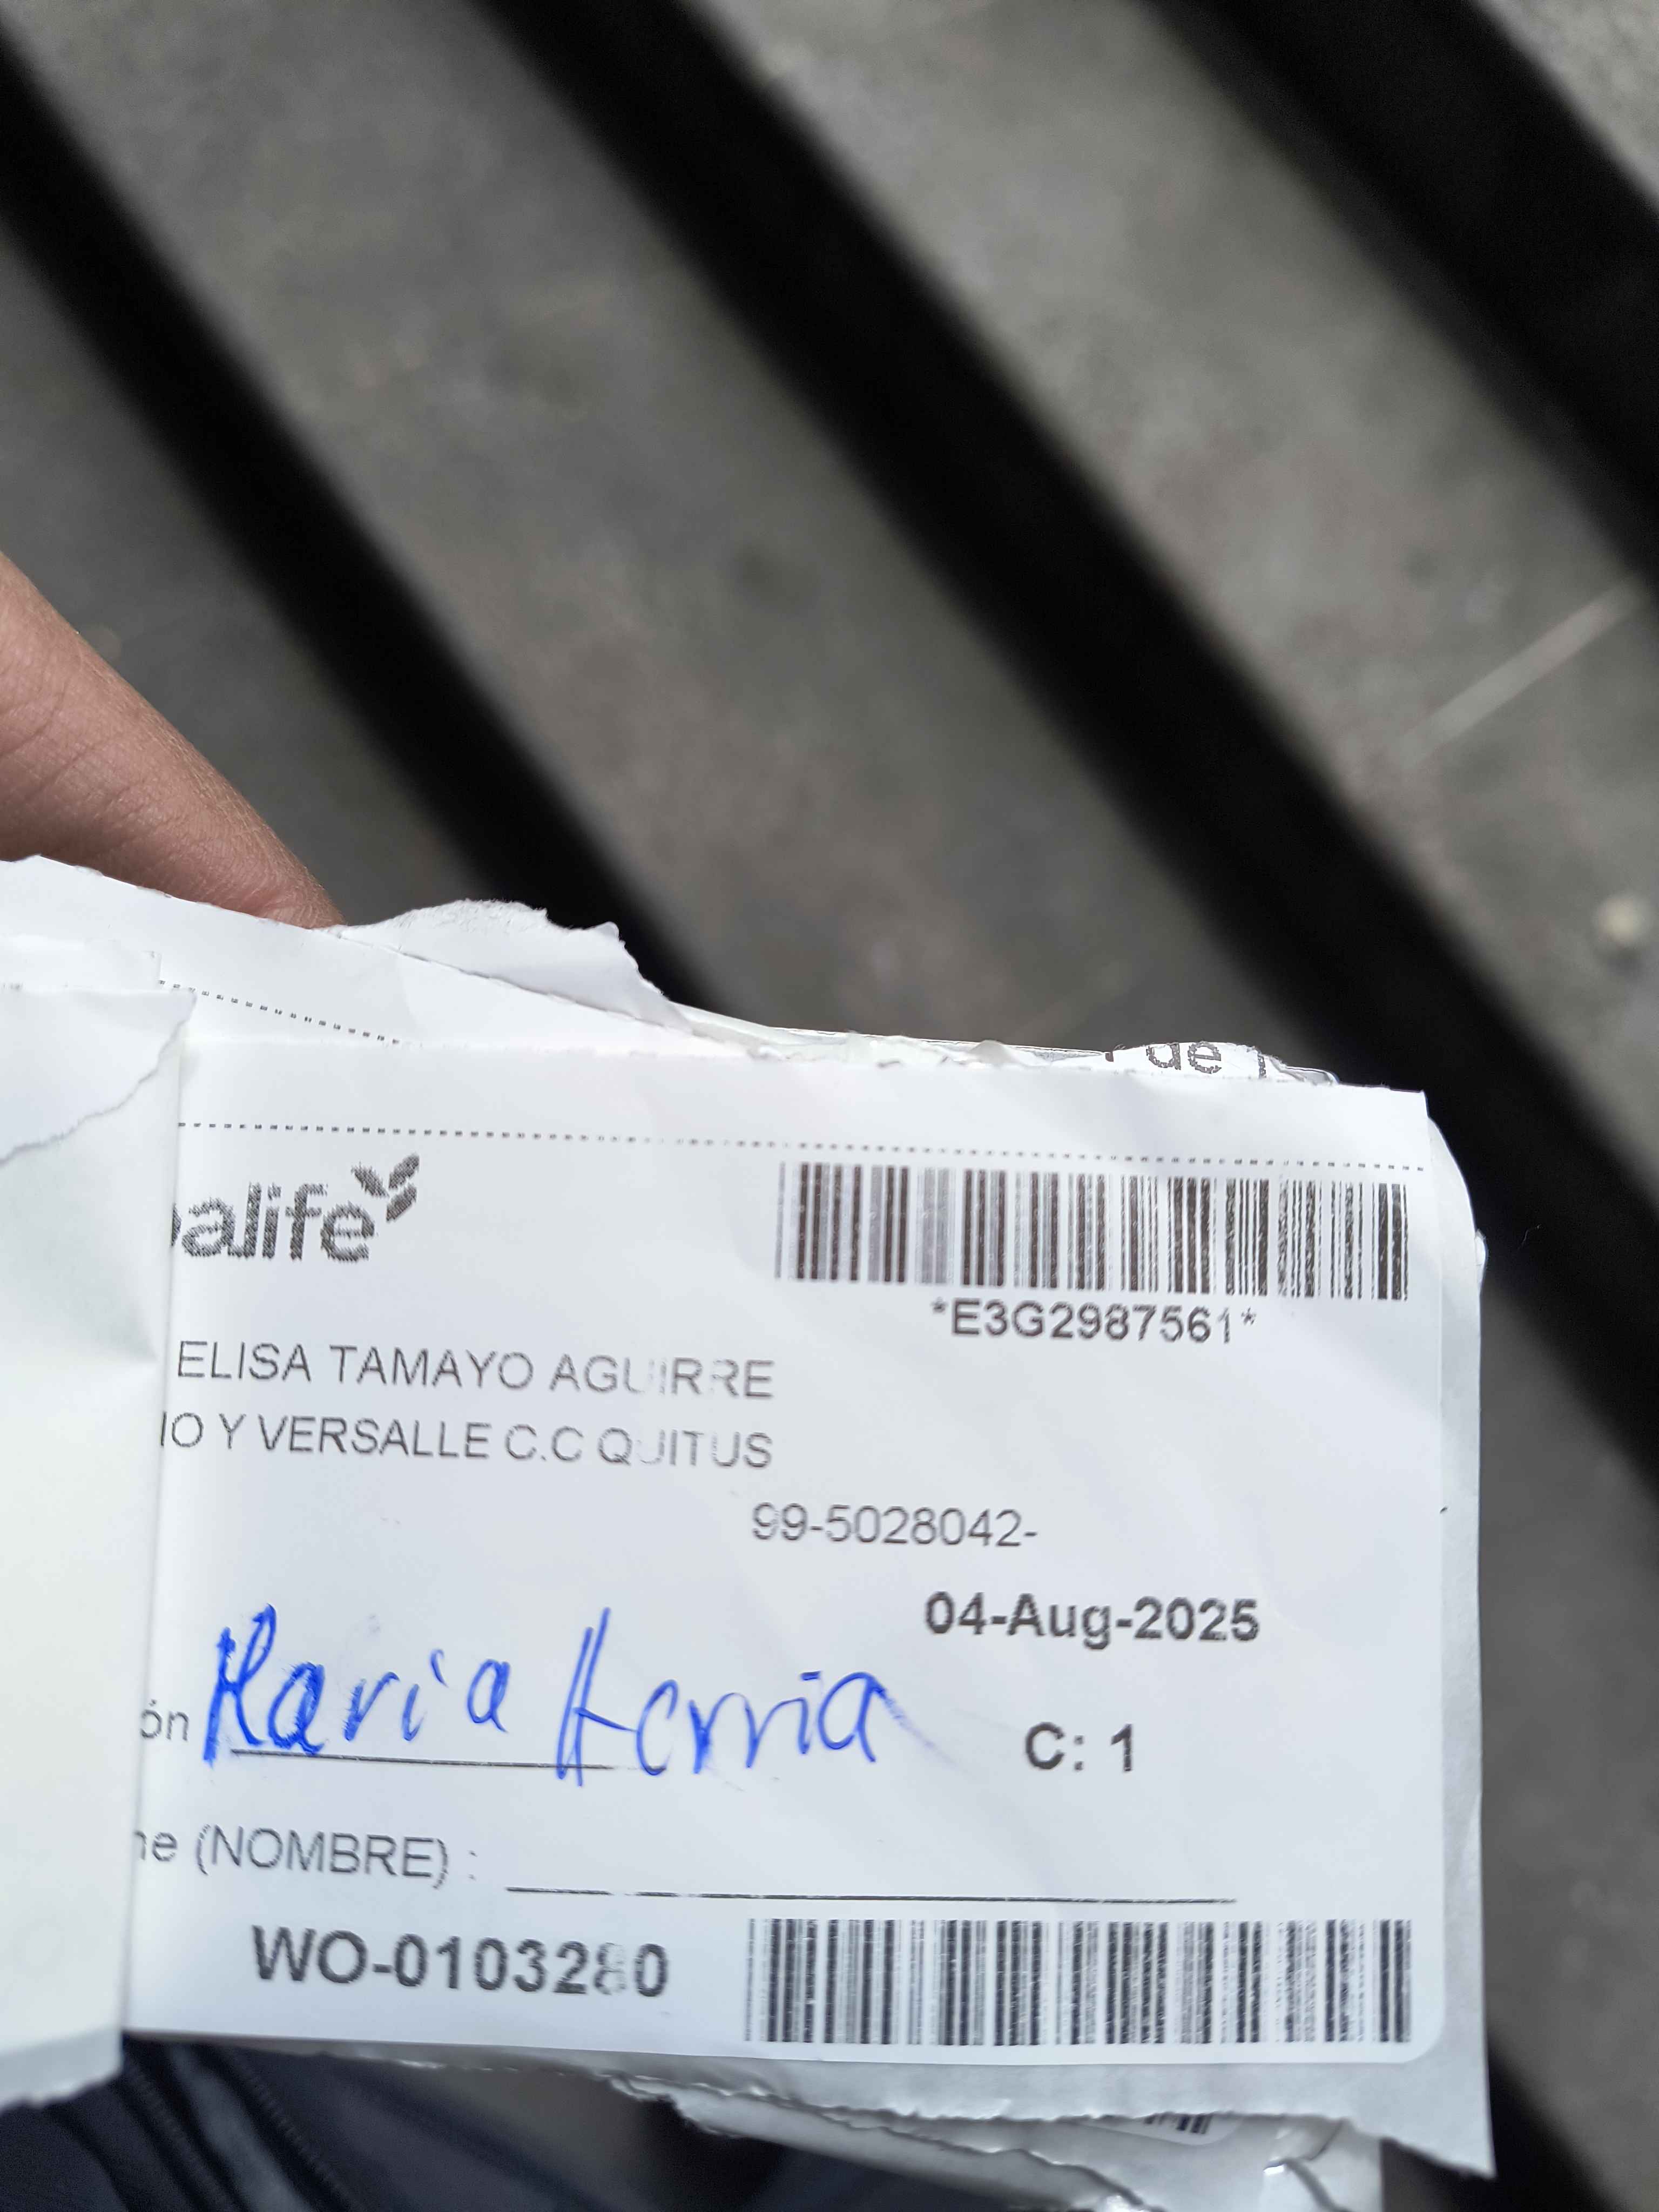 de
alife
*E3G2987561*
ELISA TAMAYO AGUIRRE
IO Y VERSALLE C.C QUITUS
99-5028042-
04-Aug-2025
ón Maria
C: 1
ne (NOMBRE) :
WO-0103280